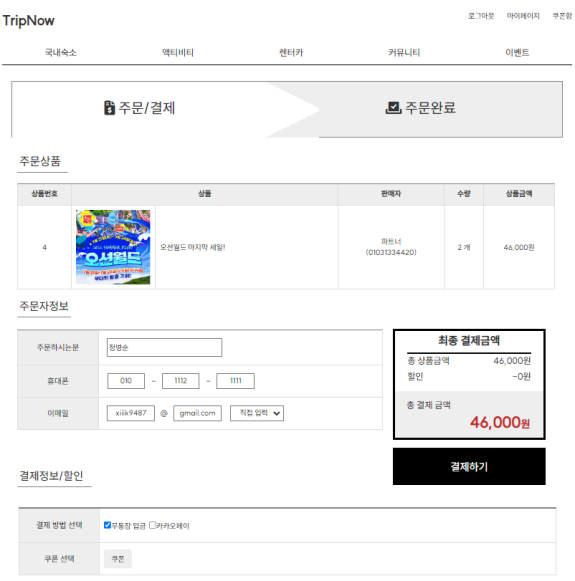 로그아웃 마이페이지 쿠폰함
TripNow
국내숙소 액티비티 렌터카 커뮤니티 이벤트
주문/결제 주문완료
주문상품
상품번호 상품 판매자 수량 상품금액
오션월드
4 오션월드 마지막 세일! 파트너 2 개 46,000원
(01031334420)
주문자정보
주문하시는분 정명순
휴대폰 010 - 1112 - 1111
이메일 xiiik9487 @ gmail.com 직접 입력
최종 결제금액
총 상품금액 46,000원
할인 -0원
총 결제 금액
46,000원
결제하기
결제정보/할인
결제 방법 선택 무통장 입금 카카오페이
쿠폰 선택 쿠폰